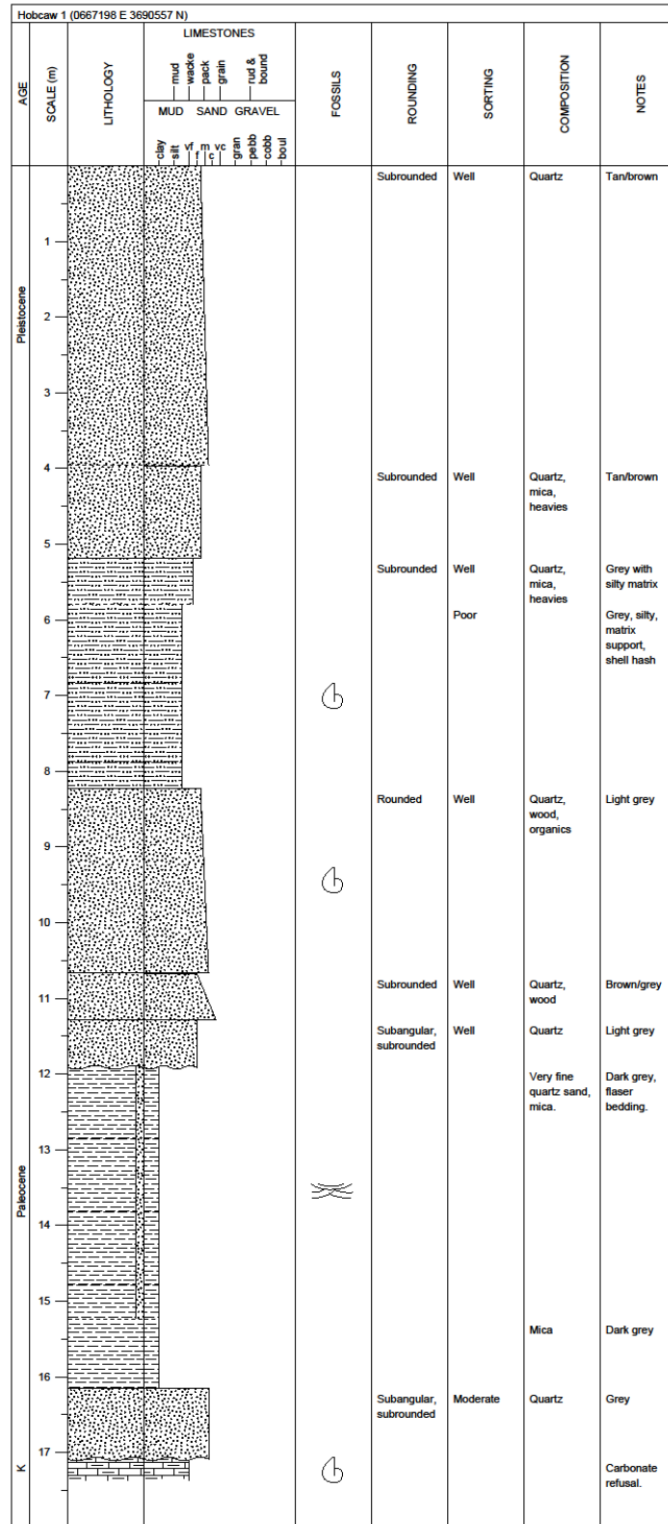 Hobcaw 1 (0667198 E 3690557 N)
AGE
SCALE (m)
LITHOLOGY
LIMESTONES
mud
wacke
pack
grain
rud &
bound
MUD SAND GRAVEL
clay
silt
vf
f
m
c
vc
gran
pebb
cobb
boul
FOSSILS
ROUNDING
SORTING
COMPOSITION
NOTES
Pleistocene
Subrounded Well Quartz Tan/brown
1
2
3
4
Subrounded Well Quartz, Tan/brown
mica,
heavies
5
Subrounded Well Quartz, Grey with
mica, silty matrix
heavies
6
Poor Grey, silty,
matrix
support,
shell hash
7
8
Rounded Well Quartz, Light grey
wood,
organics
9
10
Subrounded Well Quartz, Brown/grey
wood
11
Subangular, Well Quartz Light grey
subrounded
12
Very fine Dark grey,
quartz sand, flaser
mica. bedding.
Paleocene
13
14
15
Mica Dark grey
16
Subangular, Moderate Quartz Grey
subrounded
17
K
Carbonate
refusal.